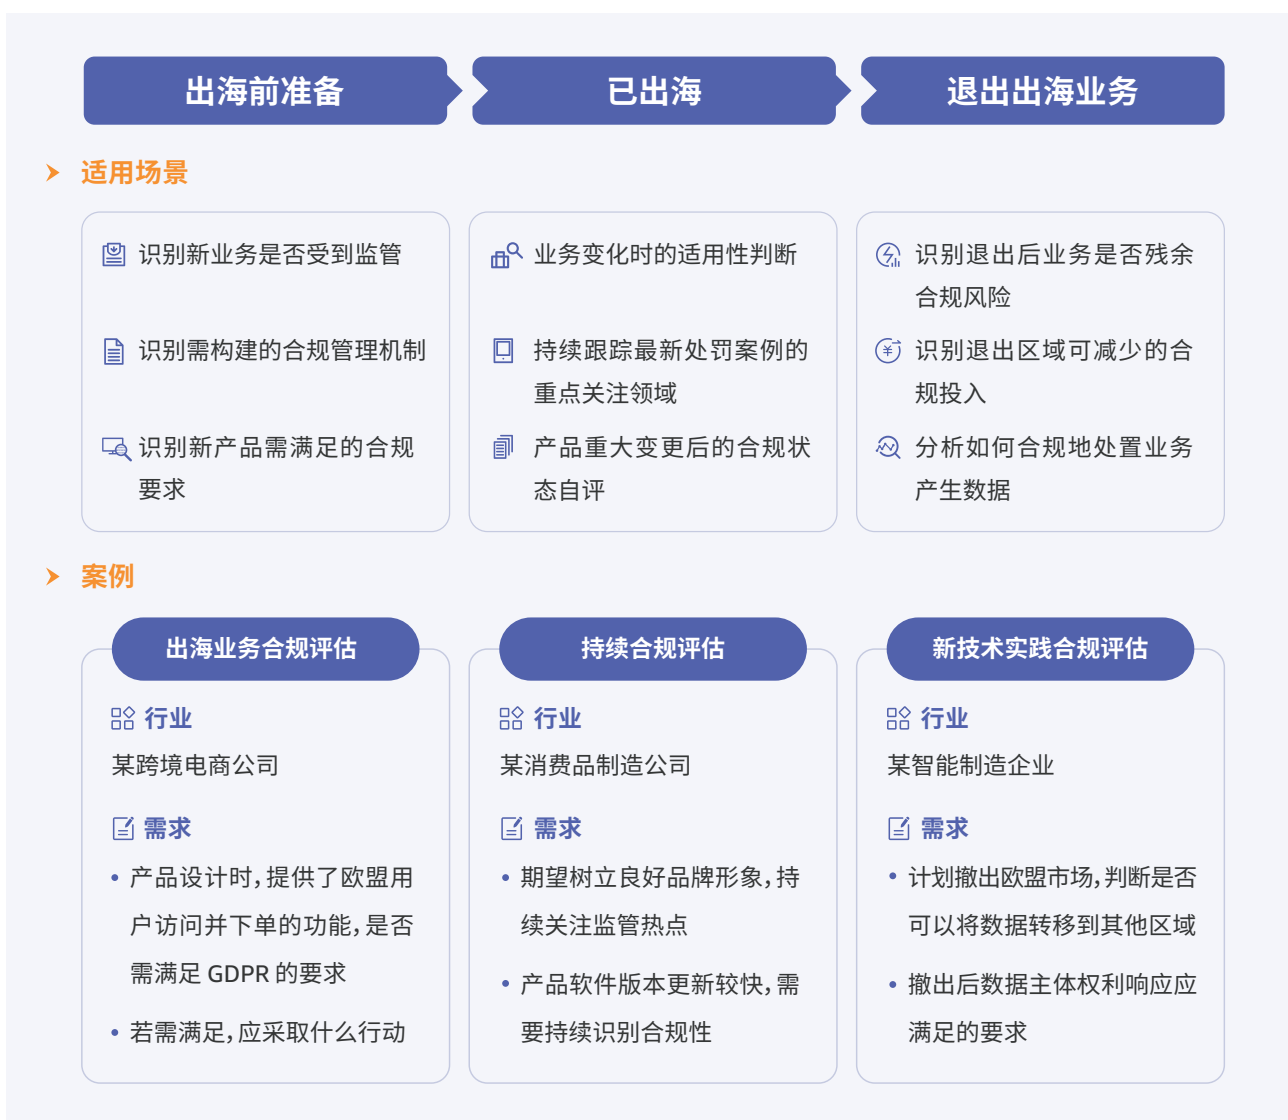 出海前准备
已出海
退出出海业务
适用场景
识别新业务是否受到监管
识别需构建的合规管理机制
识别新产品需满足的合规
要求
业务变化时的适用性判断
持续跟踪最新处罚案例的
重点关注领域
产品重大变更后的合规状
态自评
识别退出后业务是否残余
合规风险
识别退出区域可减少的合
规投入
分析如何合规地处置业务
产生数据
案例
出海业务合规评估
行业
某跨境电商公司
需求
• 产品设计时,提供了欧盟用
户访问并下单的功能,是否
需满足 GDPR 的要求
• 若需满足,应采取什么行动
持续合规评估
行业
某消费品制造公司
需求
• 期望树立良好品牌形象,持
续关注监管热点
• 产品软件版本更新较快,需
要持续识别合规性
新技术实践合规评估
行业
某智能制造企业
需求
• 计划撤出欧盟市场,判断是否
可以将数据转移到其他区域
• 撤出后数据主体权利响应应
满足的要求